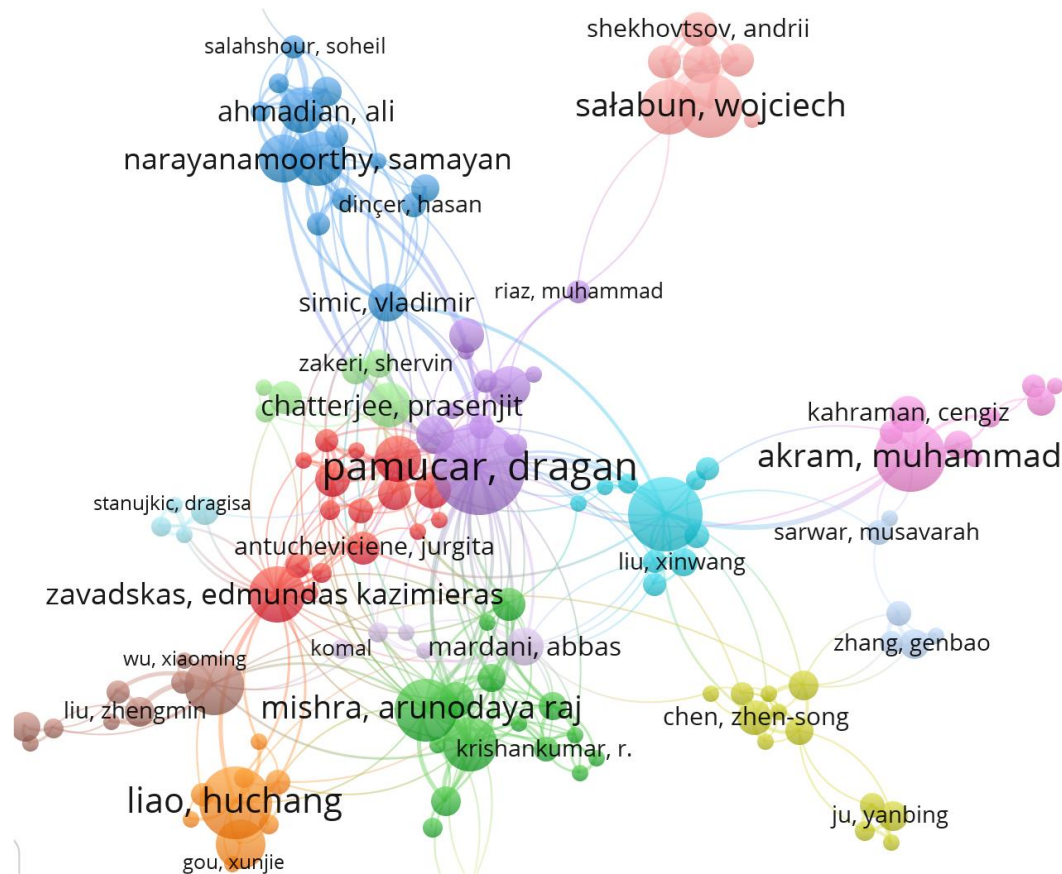 shekhovtsov, andrii
salahshour, soheil
sałabun, wojciech
ahmadian, ali
narayanamoorthy, samayan
dinçer, hasan
riaz, muhammad
simic, vladimir
zakeri, shervin
chatterjee, prasenjit
kahraman, cengiz
akram, muhammad
pamucar, dragan
stanujkic, dragisa
sarwar, musavarah
antucheviciene, jurgita
liu, xinwang
zavadskas, edmundas kazimieras
zhang, genbao
komal
mardani, abbas
wu, xiaoming
liu, zhengmin
mishra, arunodaya raj
chen, zhen-song
krishankumar, r.
liao, huchang
ju, yanbing
gou, xunjie